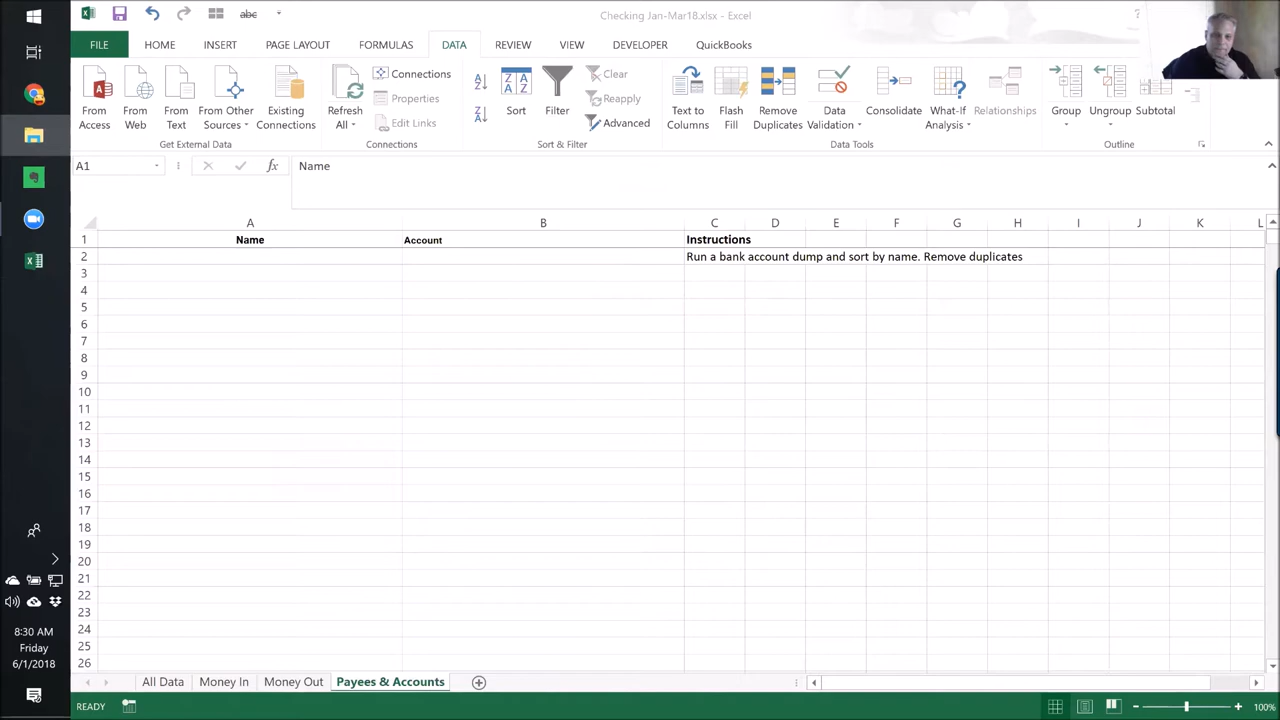 abc
Checking Jan-Mar18.xlsx - Excel
?
FILE HOME INSERT PAGE LAYOUT FORMULAS DATA REVIEW VIEW DEVELOPER QuickBooks
From Access
From Web
From Text
From Other Sources
Existing Connections
Get External Data
Refresh All
Connections
Properties
Edit Links
Connections
Sort
Filter
Clear
Reapply
Advanced
Sort & Filter
Text to Columns
Flash Fill
Remove Duplicates
Data Validation
Consolidate
What-If Analysis
Relationships
Data Tools
Group
Ungroup
Subtotal
Outline
A1 fx Name
A B C D E F G H I J K L
1 Name Account Instructions
2 Run a bank account dump and sort by name. Remove duplicates
3
4
5
6
7
8
9
10
11
12
13
14
15
16
17
18
19
20
21
22
23
24
25
26
All Data Money In Money Out Payees & Accounts
READY 100%
8:30 AM
Friday
6/1/2018